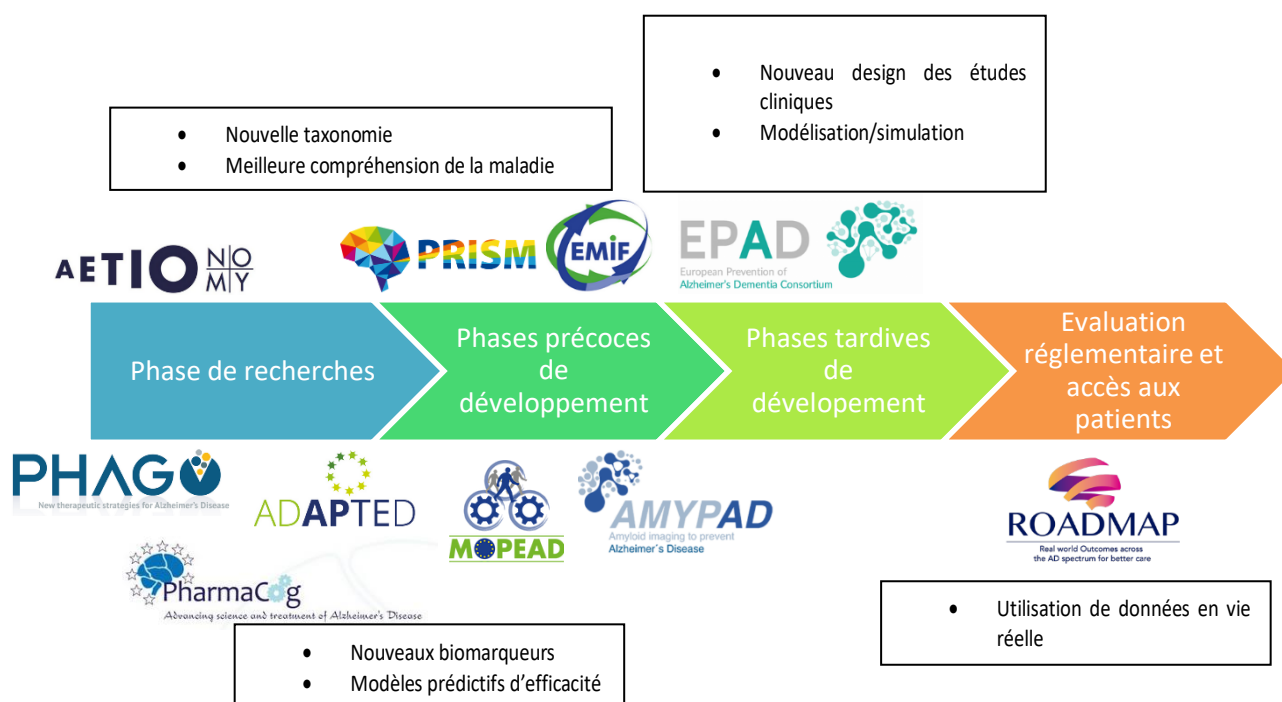 • Nouveau design des études
cliniques
• Modélisation/simulation
• Nouvelle taxonomie
• Meilleure compréhension de la maladie
AETIONOMY
PRISM
EMIF
EPAD
European Prevention of
Alzheimer's Dementia Consortium
Phase de recherches
Phases précoces
de
développement
Phases tardives
de
dévelopement
Evaluation
réglementaire et
accès aux
patients
PHAGO
New therapeutic strategies for Alzheimer's Disease
ADAPTED
MOPEAD
AMYPAD
Amyloid imaging to prevent
Alzheimer's Disease
ROADMAP
Real world Outcomes across
the AD spectrum for better care
PharmaCog
Advancing science and treatment of Alzheimer's Disease
• Utilisation de données en vie
réelle
• Nouveaux biomarqueurs
• Modèles prédictifs d'efficacité